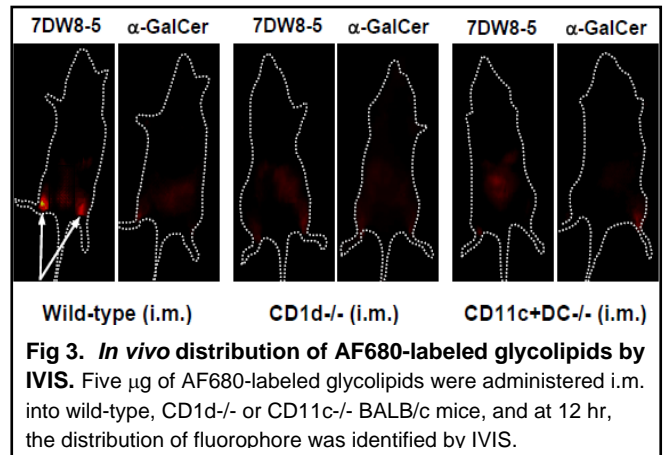 7DW8-5 α-GalCer 7DW8-5 α-GalCer 7DW8-5 α-GalCer
Wild-type (i.m.) CD1d-/- (i.m.) CD11c+DC-/- (i.m.)
Fig 3. In vivo distribution of AF680-labeled glycolipids by
IVIS. Five μg of AF680-labeled glycolipids were administered i.m.
into wild-type, CD1d-/- or CD11c-/- BALB/c mice, and at 12 hr,
the distribution of fluorophore was identified by IVIS.